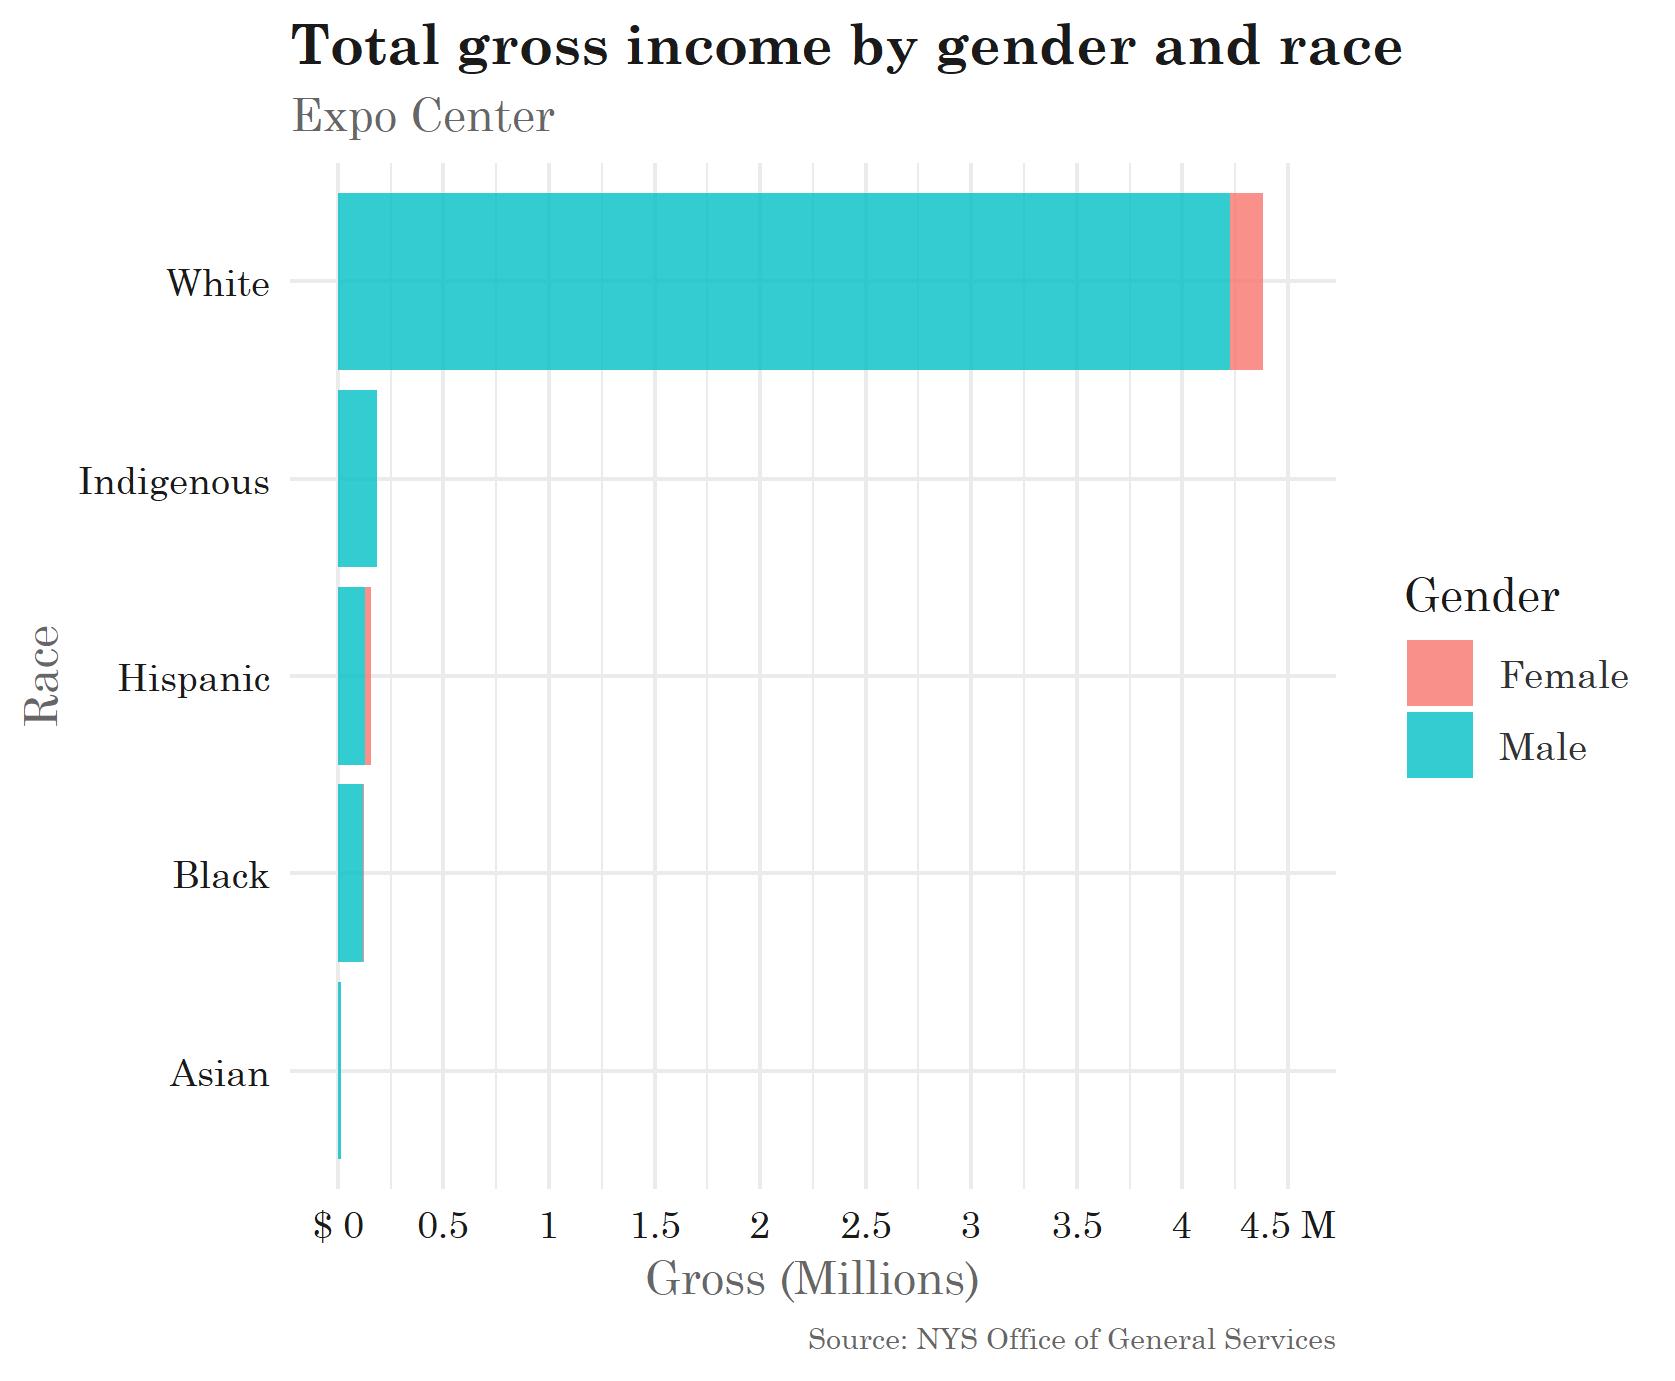 Total gross income by gender and race
Expo Center
White
Indigenous
Hispanic
Black
Asian
Race
$ 0 0.5 1 1.5 2 2.5 3 3.5 4 4.5 M
Gross (Millions)
Gender
Female
Male
Source: NYS Office of General Services